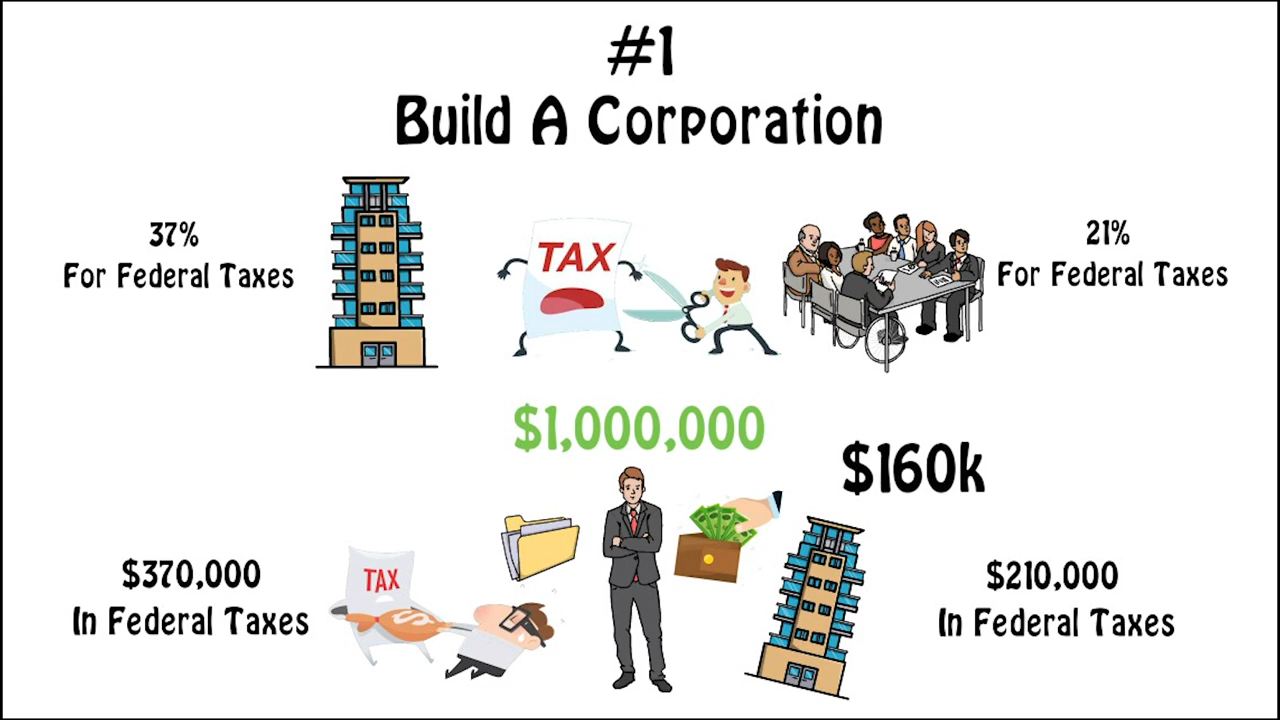 #1
Build A Corporation
37%
For Federal Taxes
TAX
21%
For Federal Taxes
$1,000,000
$160k
$370,000
In Federal Taxes
TAX
$
$210,000
In Federal Taxes